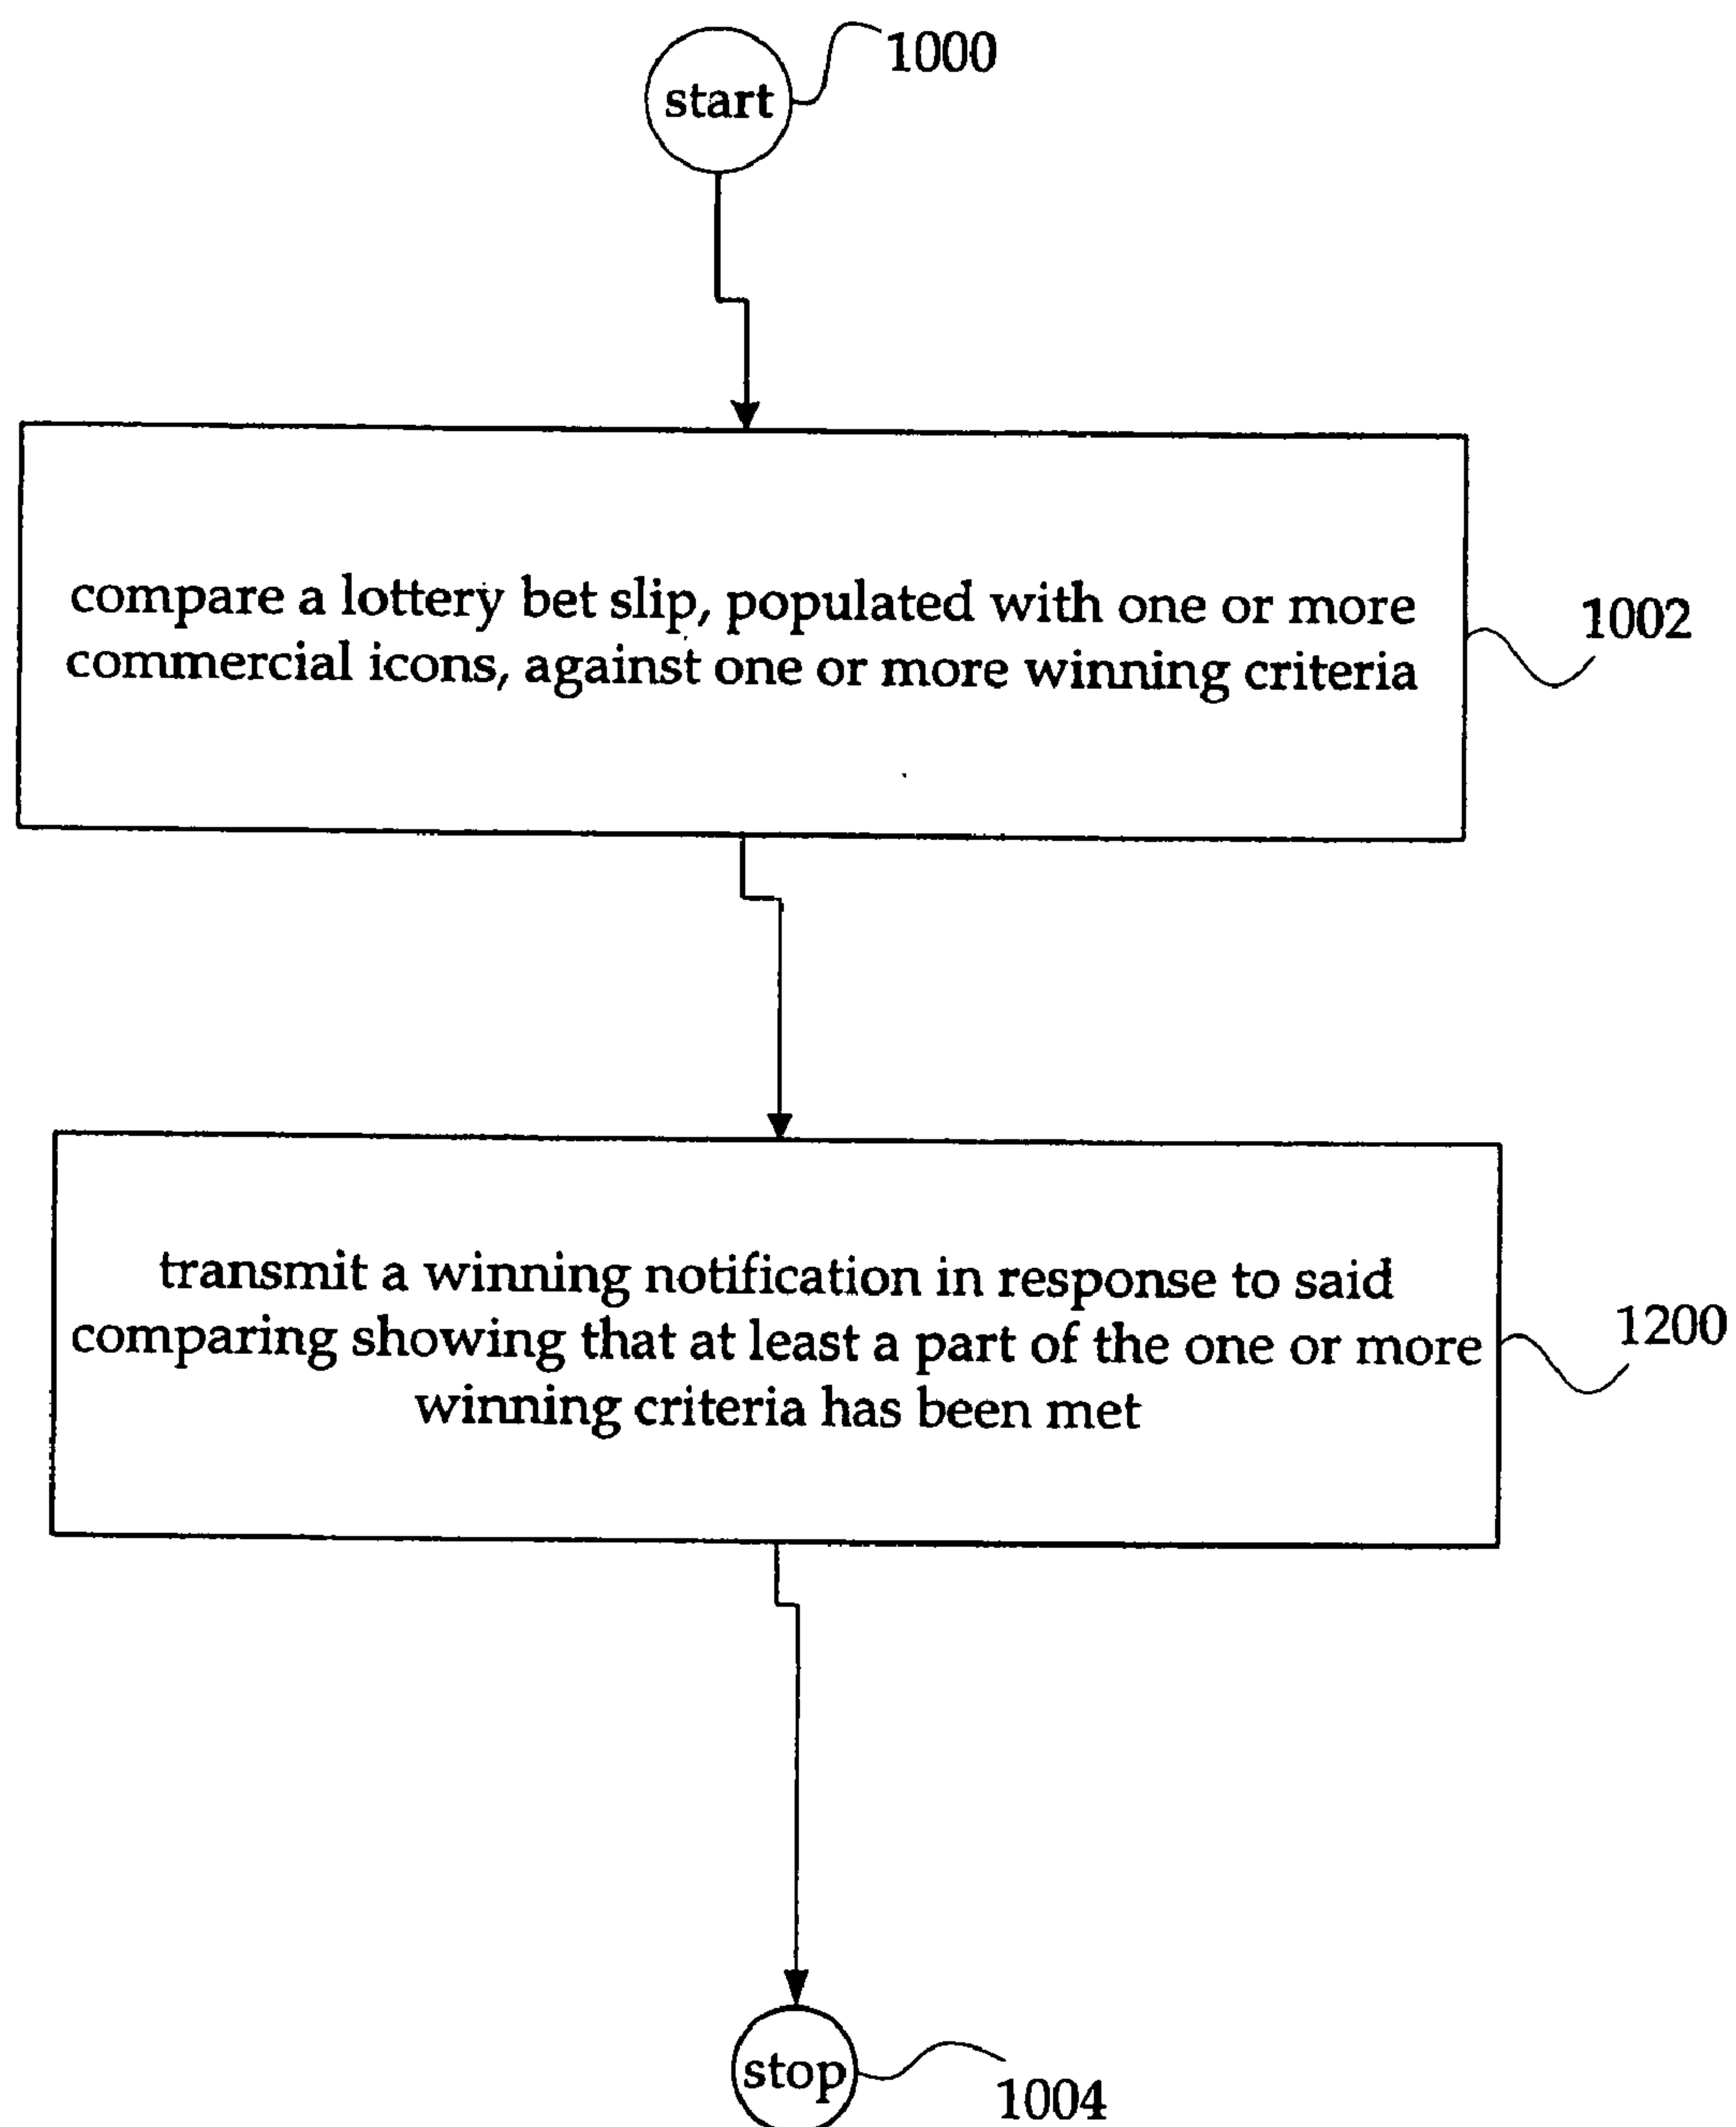 start
1000
compare a lottery bet slip, populated with one or more
commercial icons, against one or more winning criteria
1002
transmit a winning notification in response to said
comparing showing that at least a part of the one or more
winning criteria has been met
1200
stop
1004